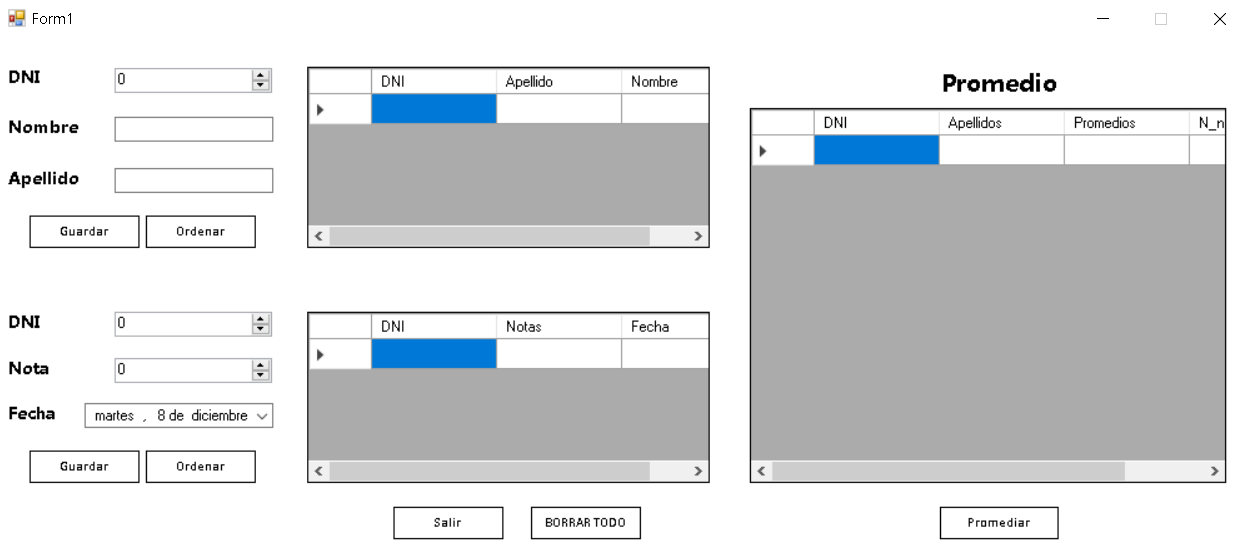 Form1
DNI
0
Nombre
Apellido
Guardar
Ordenar
DNI Apellido Nombre
DNI
0
Nota
0
Fecha
martes , 8 de diciembre
Guardar
Ordenar
DNI Notas Fecha
Salir
BORRAR TODO
Promedio
DNI Apellidos Promedios N_n
Promediar